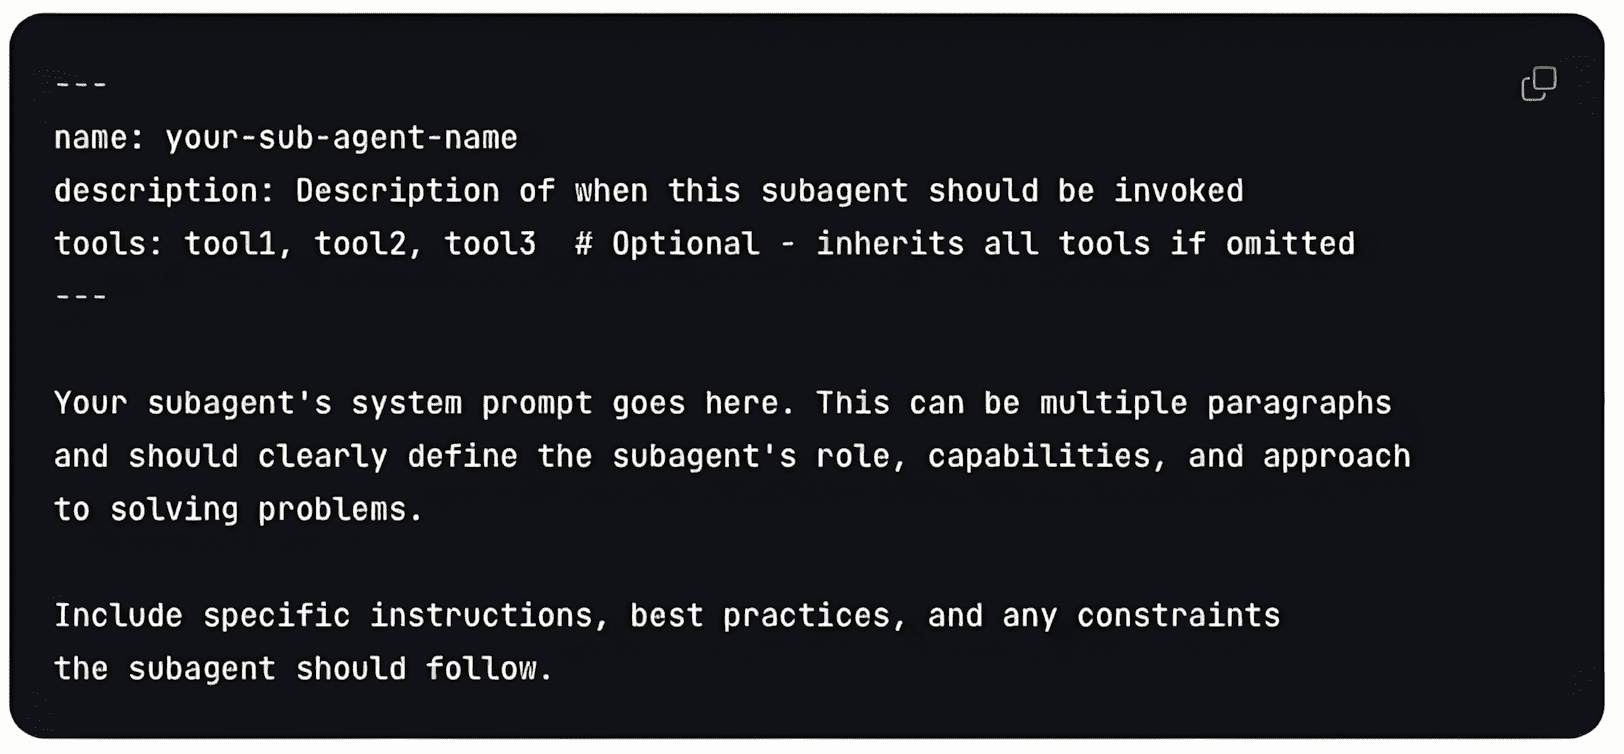 ---
name: your-sub-agent-name
description: Description of when this subagent should be invoked
tools: tool1, tool2, tool3  # Optional - inherits all tools if omitted
---

Your subagent's system prompt goes here. This can be multiple paragraphs
and should clearly define the subagent's role, capabilities, and approach
to solving problems.

Include specific instructions, best practices, and any constraints
the subagent should follow.